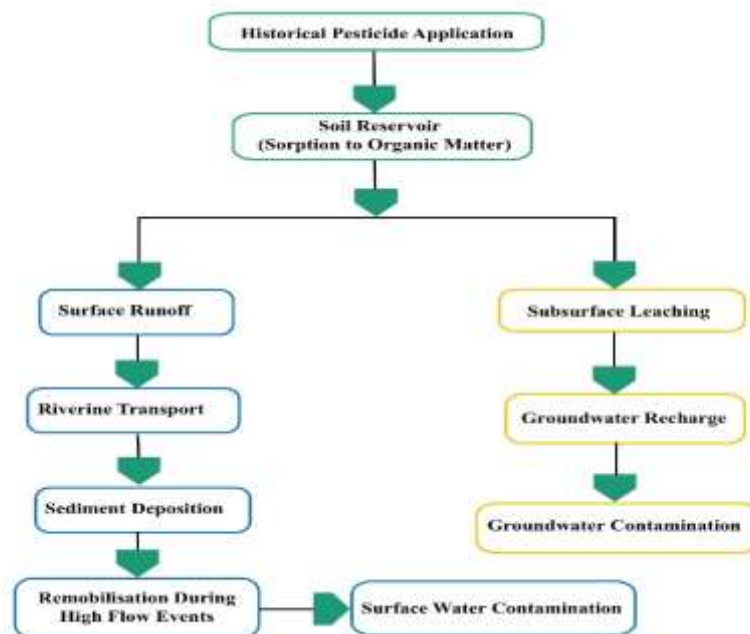 Historical Pesticide Application
Soil Reservoir
(Sorption to Organic Matter)
Surface Runoff
Subsurface Leaching
Riverine Transport
Groundwater Recharge
Sediment Deposition
Groundwater Contamination
Remobilisation During
High Flow Events
Surface Water Contamination